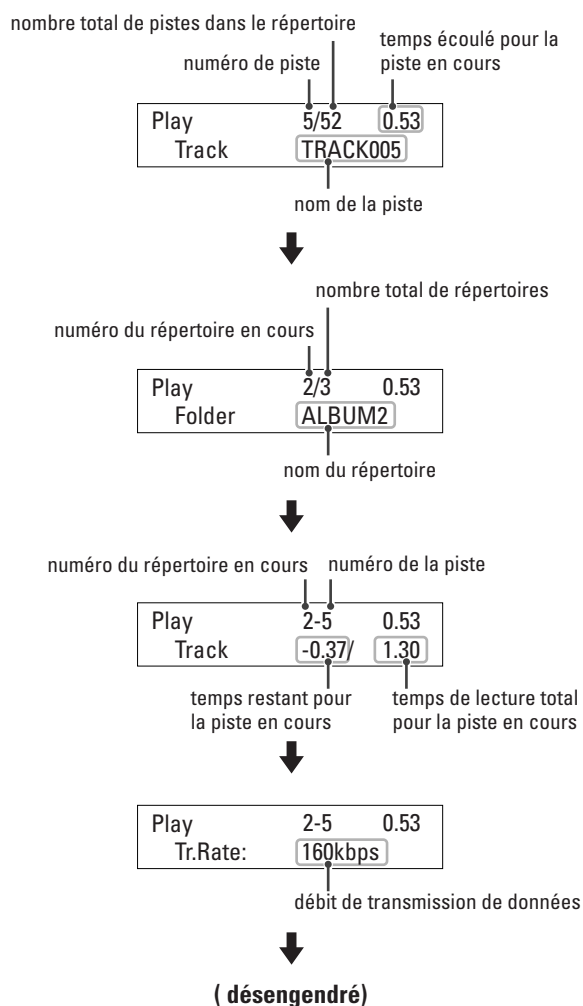 nombre total de pistes dans le répertoire
temps écoulé pour la
piste en cours
numéro de piste
Play 5/52 0.53
Track TRACK005
nom de la piste
nombre total de répertoires
numéro du répertoire en cours
Play 2/3 0.53
Folder ALBUM2
nom du répertoire
numéro du répertoire en cours numéro de la piste
Play 2-5 0.53
Track -0.37/ 1.30
temps restant pour
la piste en cours
temps de lecture total
pour la piste en cours
Play 2-5 0.53
Tr.Rate: 160kbps
débit de transmission de données
( désengendré)